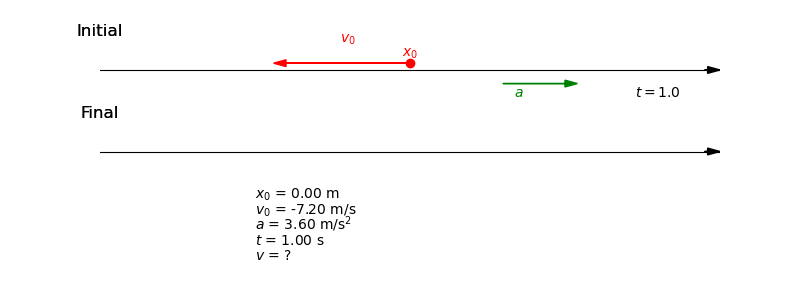 Initial
v₀
x₀
a
t = 1.0
Final
x₀ = 0.00 m
v₀ = -7.20 m/s
a = 3.60 m/s²
t = 1.00 s
v = ?